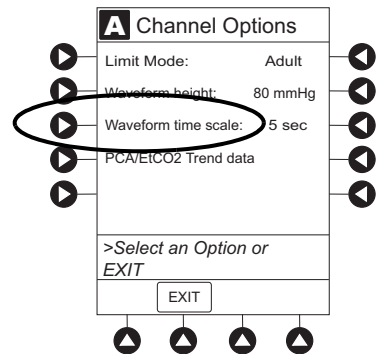 A Channel Options
Limit Mode: Adult
Waveform height: 80 mmHg
Waveform time scale: 5 sec
PCA/EtCO2 Trend data
>Select an Option or
EXIT
EXIT